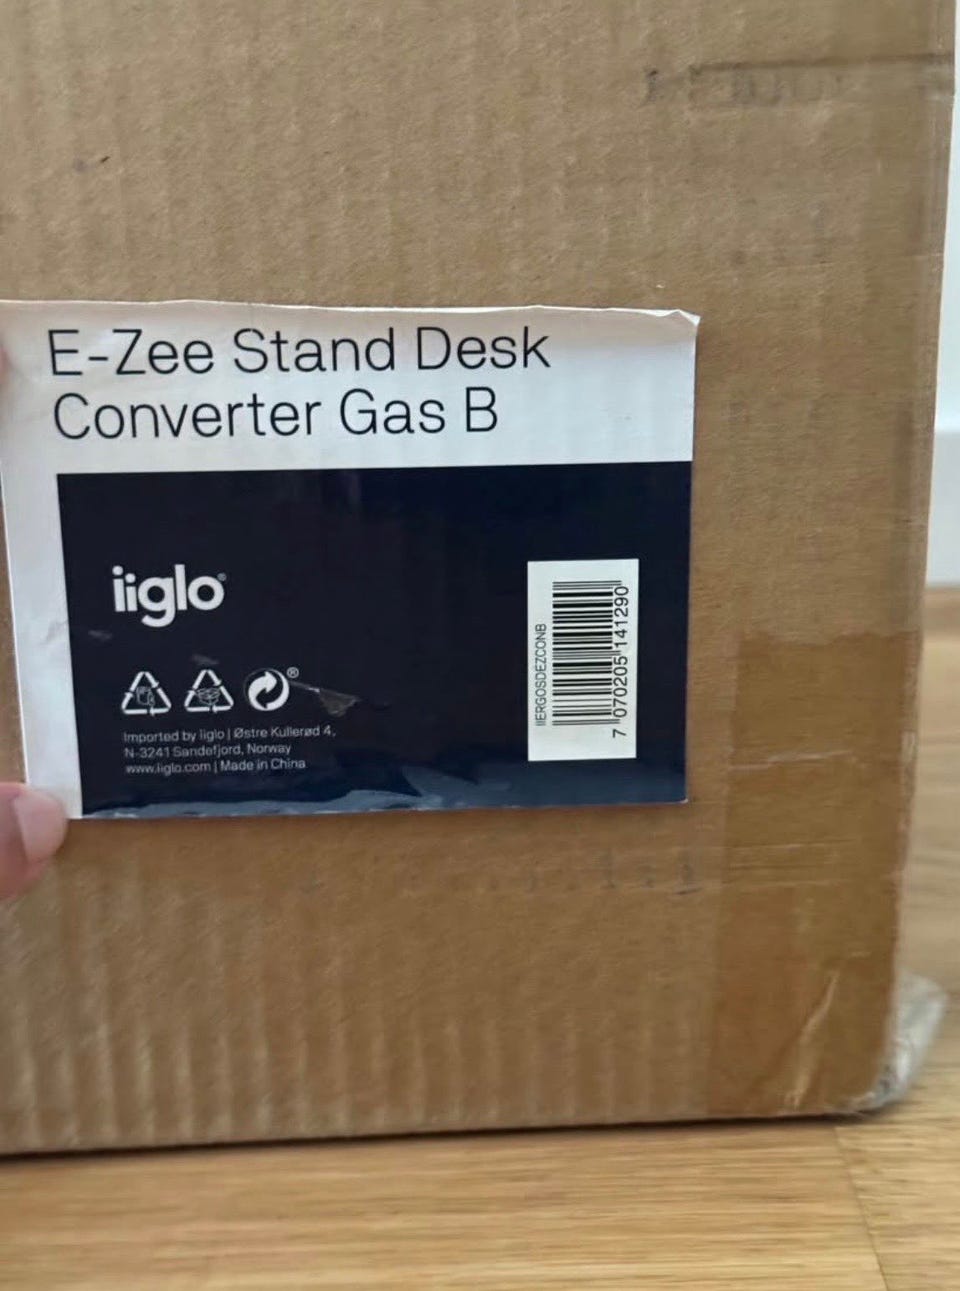 E-Zee Stand Desk
Converter Gas B
iiglo®
®
Imported by iiglo | Østre Kullerød 4,
N-3241 Sandefjord, Norway
www.iiglo.com | Made in China
IIERGOSDEZCONB
7 070205 141290